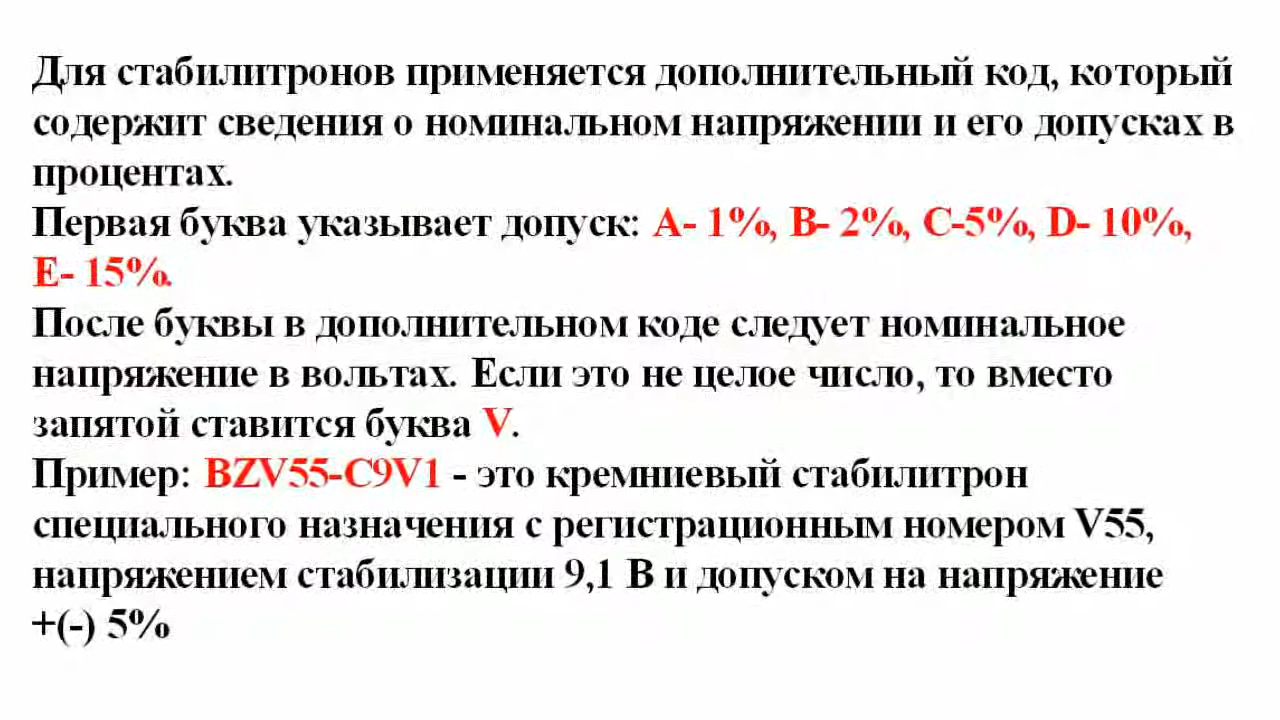 Для стабилитронов применяется дополнительный код, который
содержит сведения о номинальном напряжении и его допусках в
процентах.
Первая буква указывает допуск: A- 1%, B- 2%, C-5%, D- 10%,
E- 15%.
После буквы в дополнительном коде следует номинальное
напряжение в вольтах. Если это не целое число, то вместо
запятой ставится буква V.
Пример: BZV55-C9V1 - это кремниевый стабилитрон
специального назначения с регистрационным номером V55,
напряжением стабилизации 9,1 В и допуском на напряжение
+(-) 5%